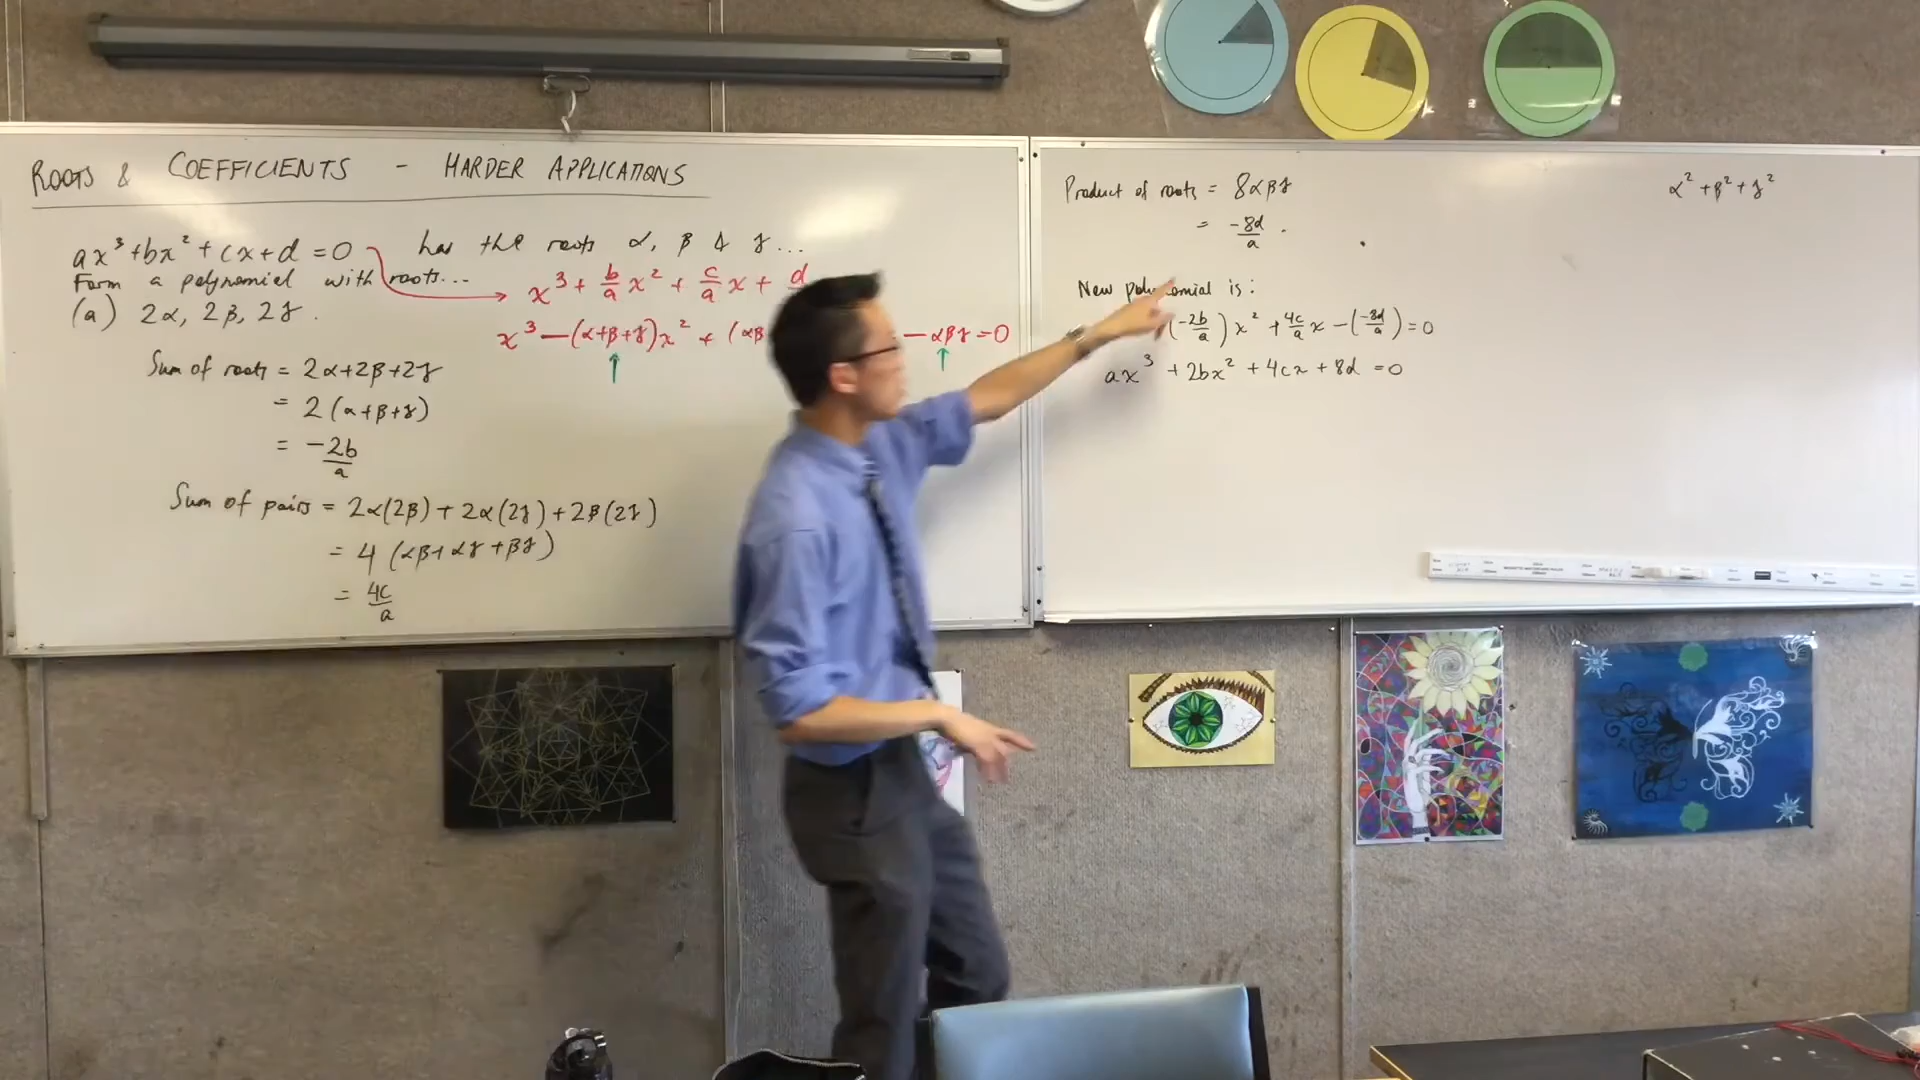 ROOTS & COEFFICIENTS - HARDER APPLICATIONS
ax³+bx²+cx+d=0 has the roots α, β & γ...
Form a polynomial with roots...
x³ + b/a x² + c/a x + d
(a) 2α, 2β, 2γ.
x³ -(α+β+γ)x² + (αβ - αβγ = 0
Sum of roots = 2α+2β+2γ
= 2(α+β+γ)
= -2b/a
Sum of pairs = 2α(2β)+2α(2γ)+2β(2γ)
= 4(αβ+αγ+βγ)
= 4c/a
Product of roots = 8αβγ
= -8d/a.
New polynomial is:
(-2b/a)x² + 4c/a x -(-8d/a) = 0
ax³ + 2bx² + 4cx + 8d = 0
α²+β²+γ²